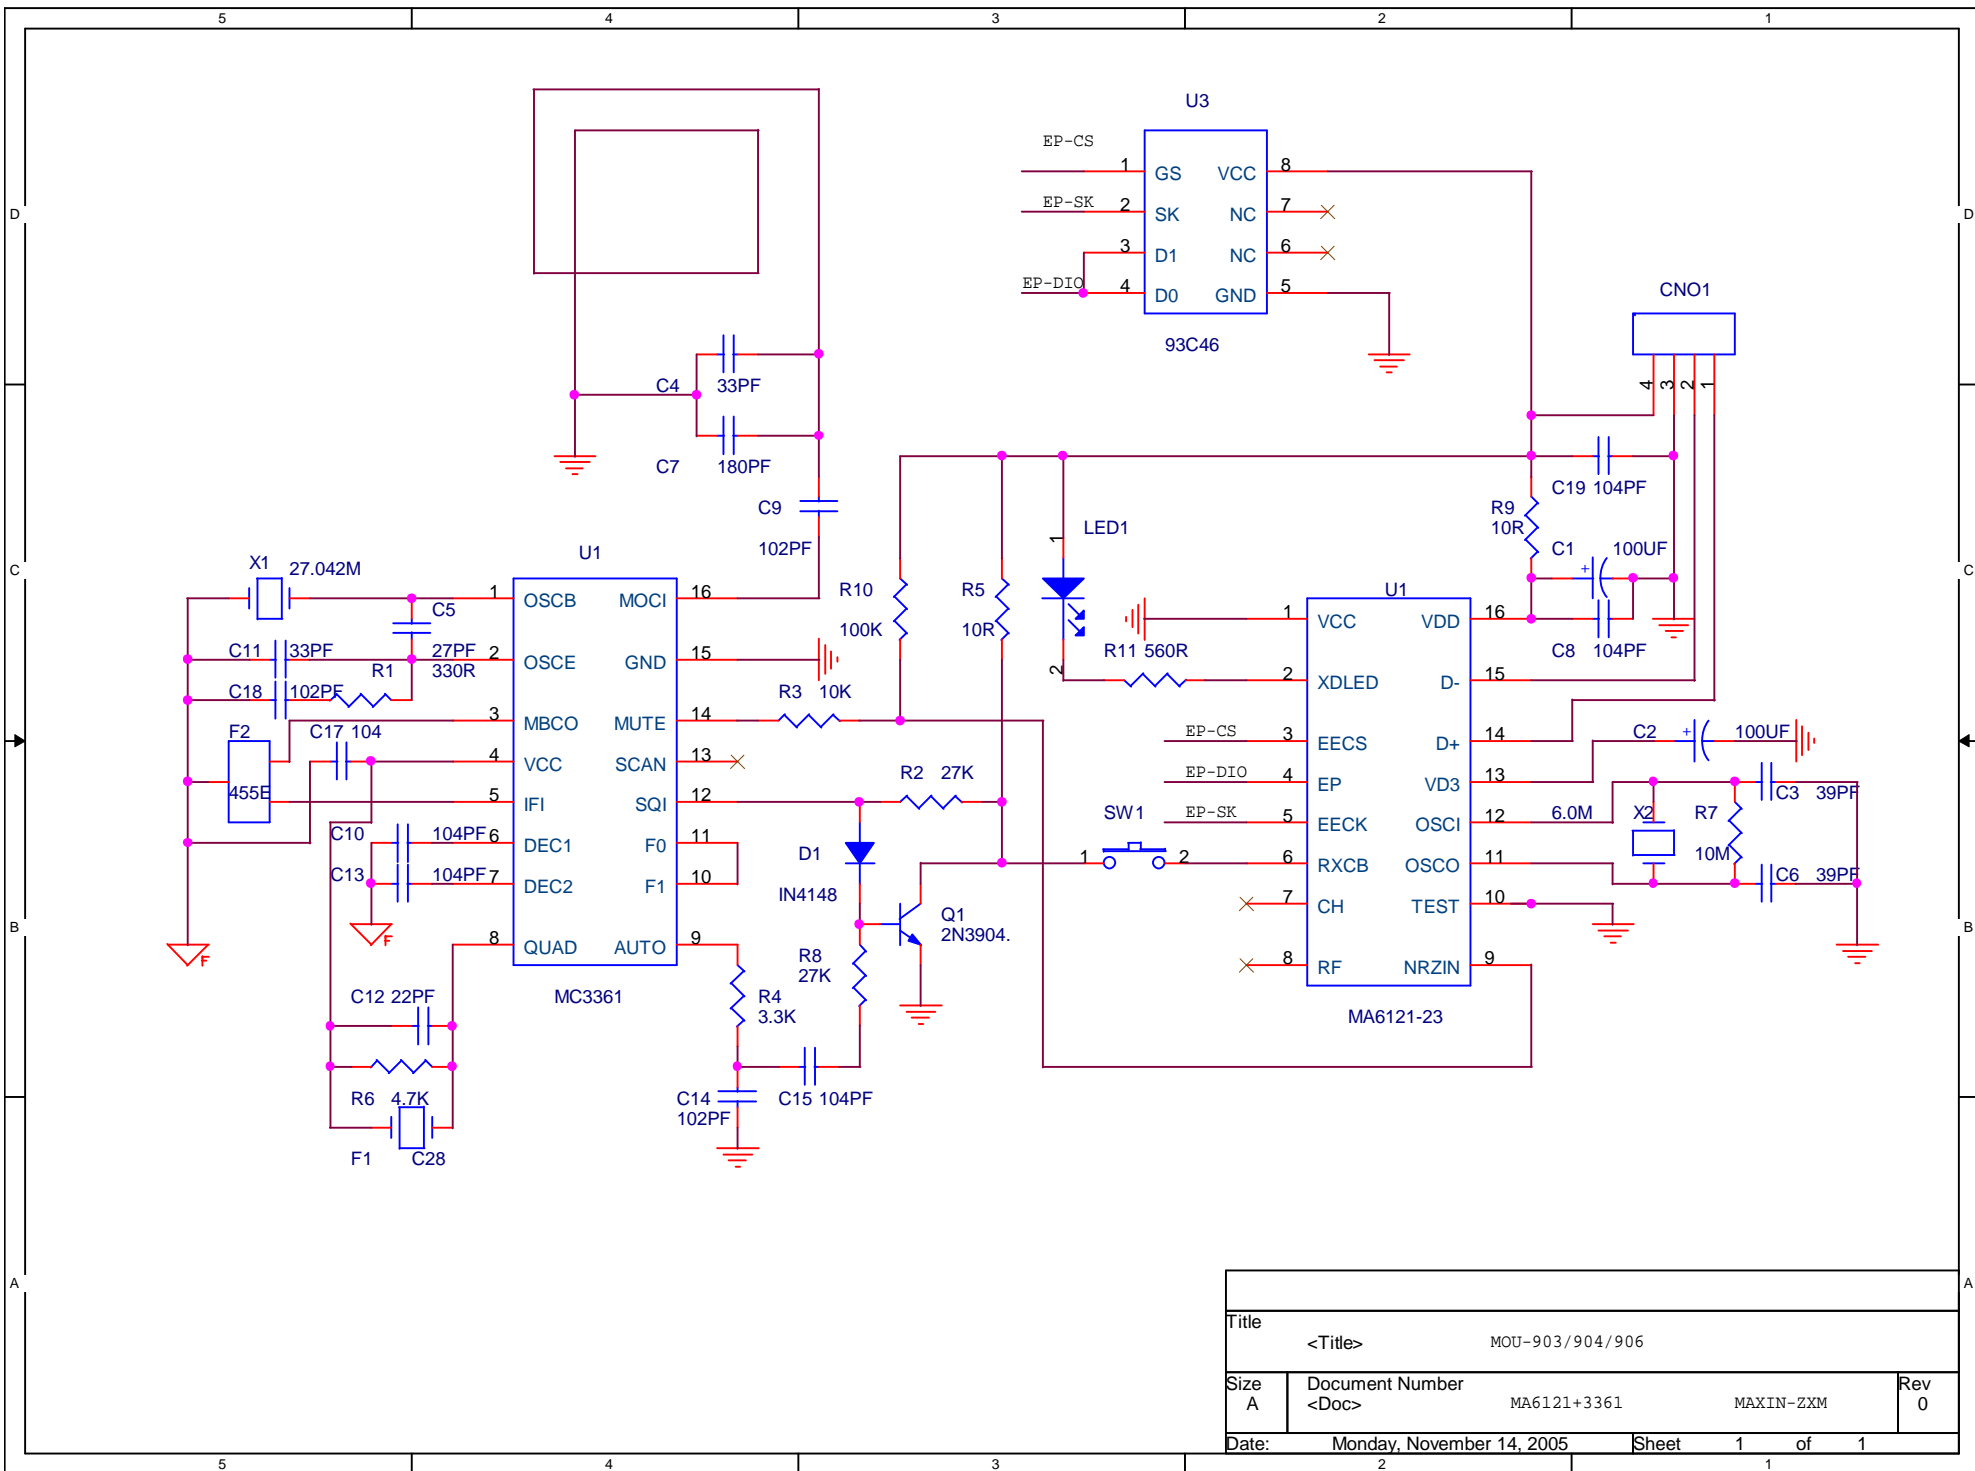 5 4 3 2 1
D D
C C
B B
A A
U3
EP-CS
EP-SK
EP-DIO
1 GS VCC 8
2 SK NC 7
3 D1 NC 6
4 D0 GND 5
93C46
CNO1
4 3 2 1
C4 33PF
C7 180PF
C9
102PF
C19 104PF
R9
10R
C1 100UF
C8 104PF
LED1
1
2
R10
100K
R5
10R
R11 560R
X1 27.042M
C5
27PF
C11 33PF
R1 330R
C18 102PF
F2
455E
C17 104
C10 104PF
C13 104PF
U1
1 OSCB MOCI 16
2 OSCE GND 15
3 MBCO MUTE 14
4 VCC SCAN 13
5 IFI SQI 12
6 DEC1 F0 11
7 DEC2 F1 10
8 QUAD AUTO 9
MC3361
F
F
R3 10K
R2 27K
D1
IN4148
Q1
2N3904.
R8
27K
R4
3.3K
C14
102PF
C15 104PF
C12 22PF
R6 4.7K
F1 C28
SW1
1 2
EP-CS
EP-DIO
EP-SK
U1
1 VCC VDD 16
2 XDLED D- 15
3 EECS D+ 14
4 EP VD3 13
5 EECK OSCI 12
6 RXCB OSCO 11
7 CH TEST 10
8 RF NRZIN 9
MA6121-23
+
+
C2 100UF
C3 39PF
6.0M X2 R7
10M
C6 39PF
Title
<Title> MOU-903/904/906
Size Document Number Rev
A <Doc> MA6121+3361 MAXIN-ZXM 0
Date: Monday, November 14, 2005 Sheet 1 of 1
5 4 3 2 1